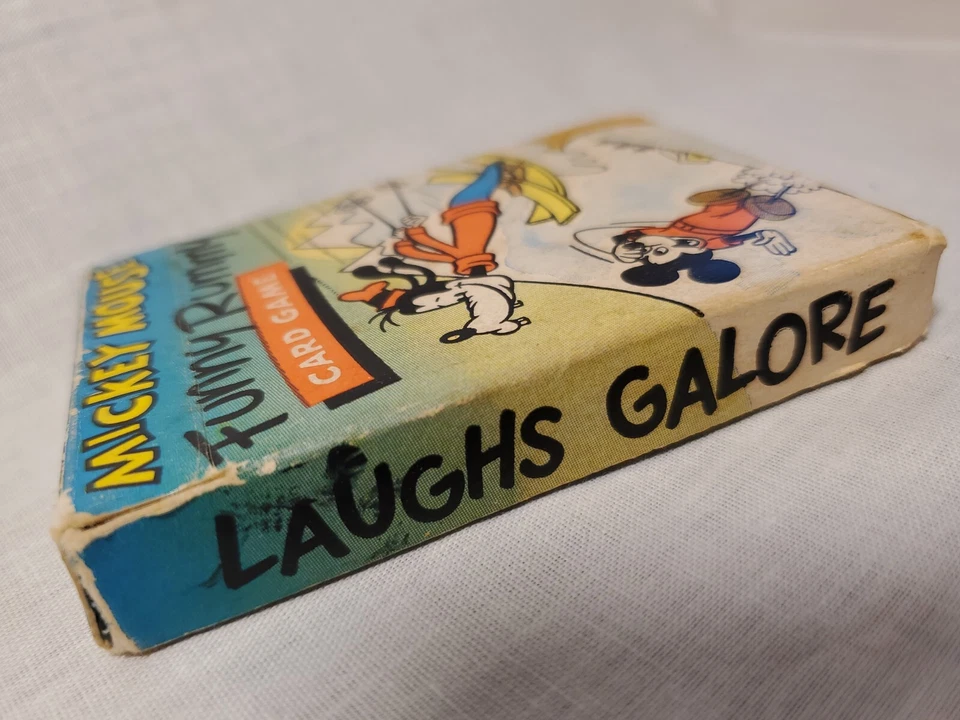 MICKEY MOUSE
Funny Rummy
CARD GAME
LAUGHS GALORE